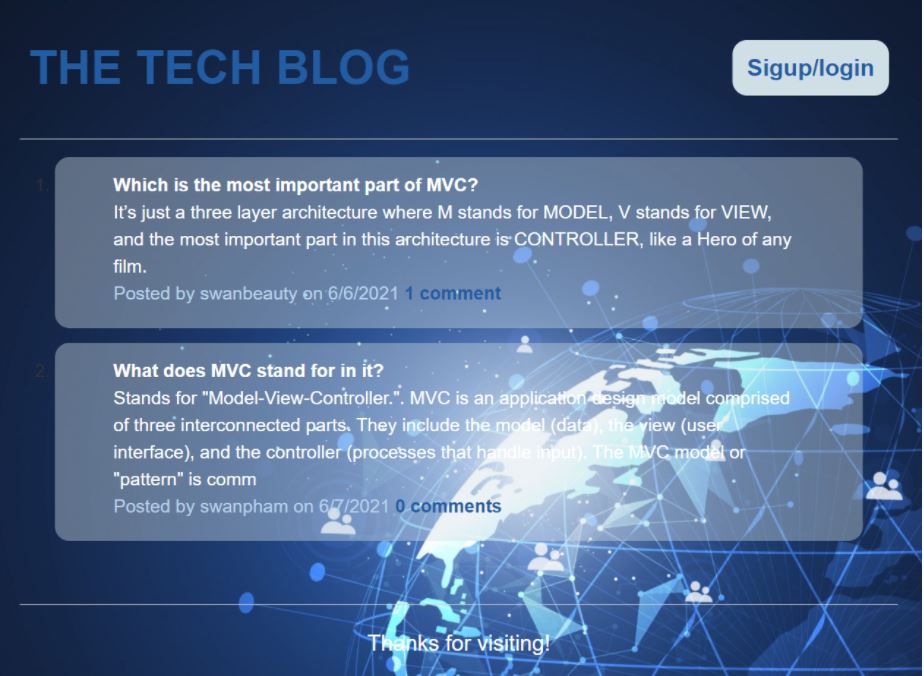 THE TECH BLOG
Sigup/login
1.
Which is the most important part of MVC?
It's just a three layer architecture where M stands for MODEL, V stands for VIEW,
and the most important part in this architecture is CONTROLLER, like a Hero of any
film.
Posted by swanbeauty on 6/6/2021 1 comment
2.
What does MVC stand for in it?
Stands for "Model-View-Controller.". MVC is an application design model comprised
of three interconnected parts. They include the model (data), the view (user
interface), and the controller (processes that handle input). The MVC model or
"pattern" is comm
Posted by swanpham on 6/7/2021 0 comments
Thanks for visiting!